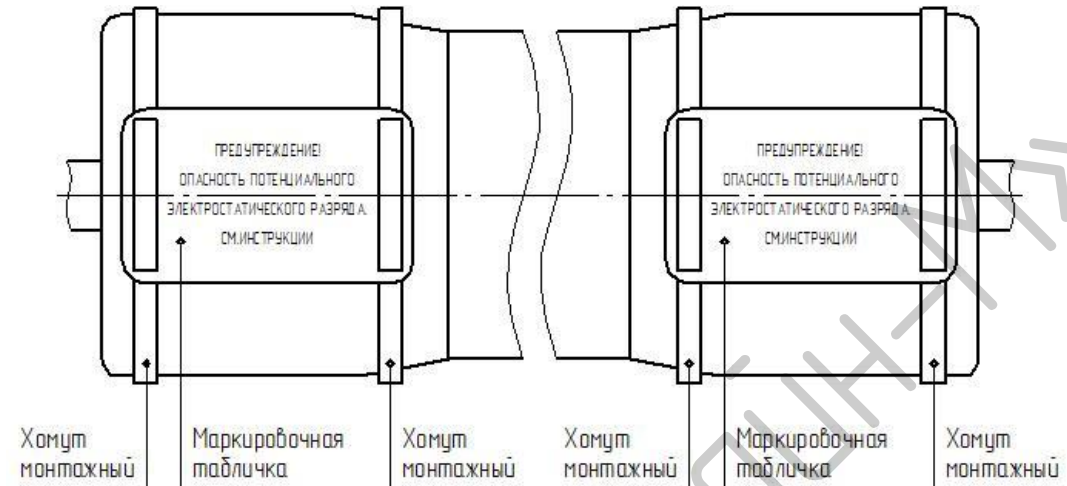 ПРЕДУПРЕЖДЕНИЕ!
ОПАСНОСТЬ ПОТЕНЦИАЛЬНОГО
ЭЛЕКТРОСТАТИЧЕСКОГО РАЗРЯДА.
СМ.ИНСТРУКЦИИ
ПРЕДУПРЕЖДЕНИЕ!
ОПАСНОСТЬ ПОТЕНЦИАЛЬНОГО
ЭЛЕКТРОСТАТИЧЕСКОГО РАЗРЯДА.
СМ.ИНСТРУКЦИИ
Хомут
монтажный
Маркировочная
табличка
Хомут
монтажный
Хомут
монтажный
Маркировочная
табличка
Хомут
монтажный